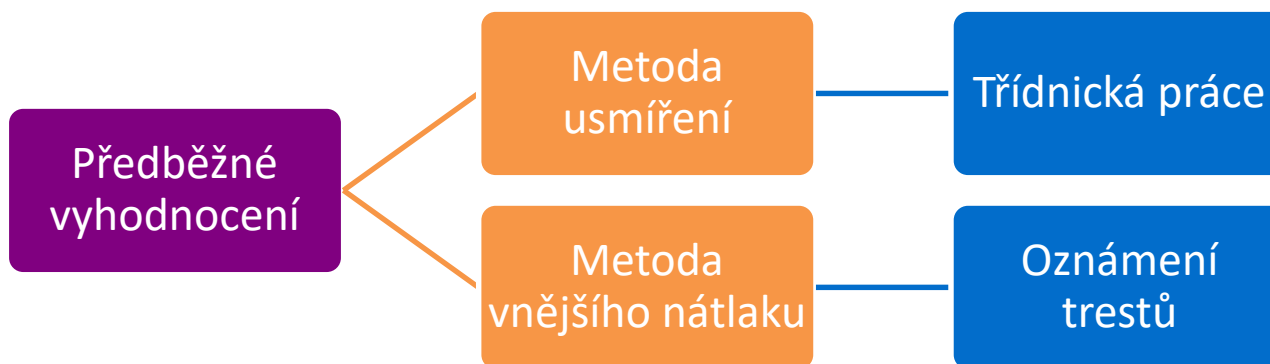 Předběžné
vyhodnocení
Metoda
usmíření
Třídnická práce
Metoda
vnějšího nátlaku
Oznámení
trestů